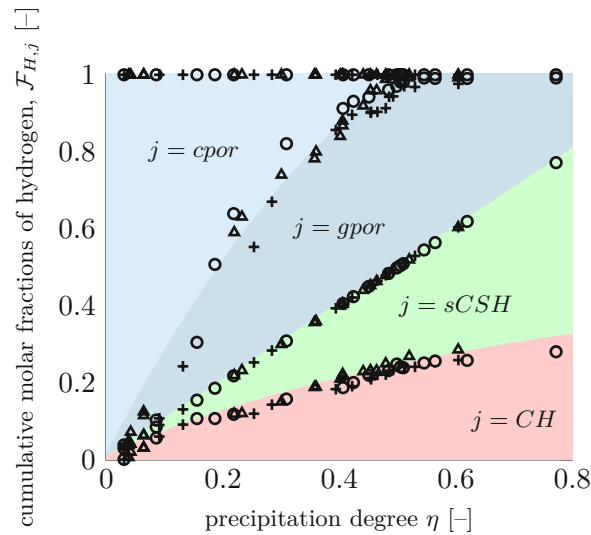 cumulative molar fractions of hydrogen, $\mathcal{F}_{H,j}$ [–]
1
0.8
0.6
0.4
0.2
0
j = cpor
j = gpor
j = sCSH
j = CH
0
0.2
0.4
0.6
0.8
precipitation degree η [–]